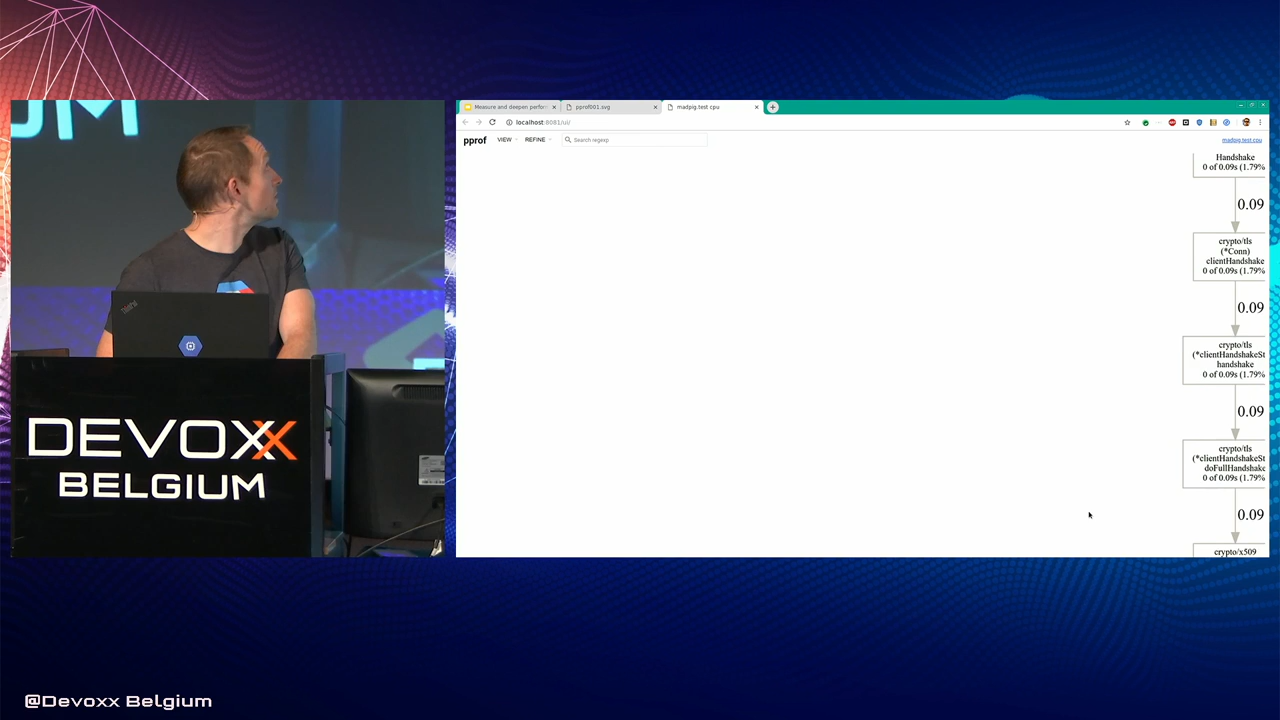 UM
ThinkPad
DEVOXX
BELGIUM
Measure and deepen perfor
pprof001.svg
madpig.test cpu
localhost:8081/ui/
pprof
VIEW
REFINE
Search regexp
madpig.test cpu
Handshake
0 of 0.09s (1.79%
0.09
crypto/tls
(*Conn)
clientHandshake
0 of 0.09s (1.79%
0.09
crypto/tls
(*clientHandshakeSt
handshake
0 of 0.09s (1.79%
0.09
crypto/tls
(*clientHandshakeSt
doFullHandshake
0 of 0.09s (1.79%
0.09
crypto/x509
@Devoxx Belgium